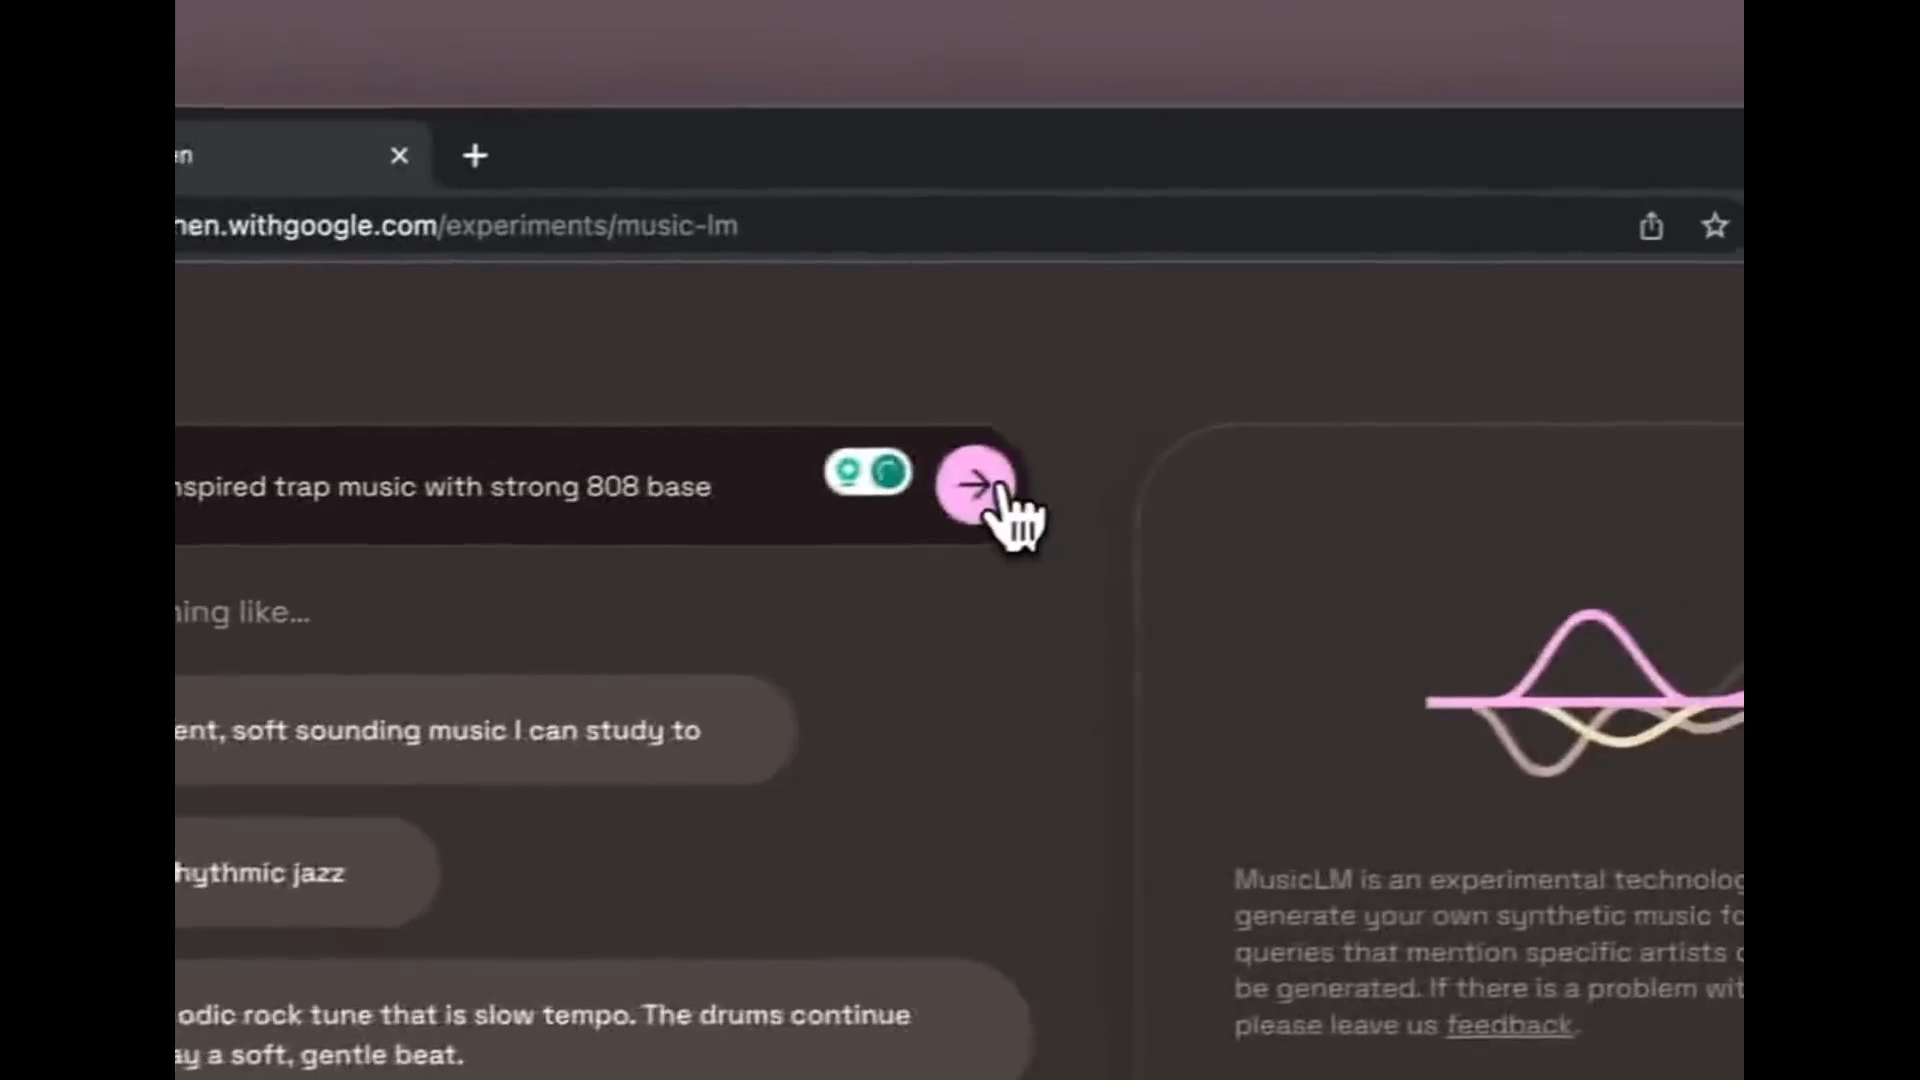 hen.withgoogle.com/experiments/music-lm
nspired trap music with strong 808 base
ning like...
ent, soft sounding music I can study to
hythmic jazz
odic rock tune that is slow tempo. The drums continue
ay a soft, gentle beat.
MusicLM is an experimental technolog
generate your own synthetic music fo
queries that mention specific artists
be generated. If there is a problem wit
please leave us feedback.